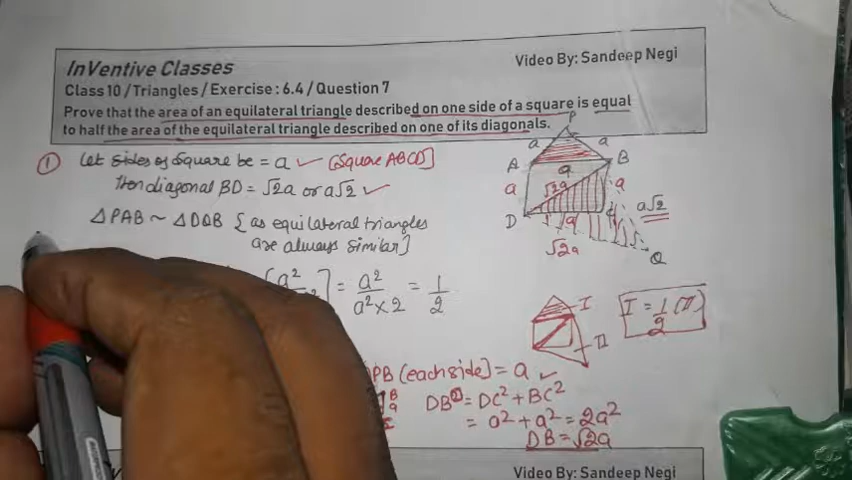 InVentive Classes
Video By: Sandeep Negi
Class 10 / Triangles / Exercise : 6.4 / Question 7
Prove that the area of an equilateral triangle described on one side of a square is equal
to half the area of the equilateral triangle described on one of its diagonals.
① Let sides of Square be = a ✓ [Square ABCD]
then diagonal BD = √2a or a√2 ✓
△PAB ~ △DQB { as equilateral triangles
are always similar]
a² = a² = 1
a²×2 2
P
a a
A B
a
a √2a a
D a C
a√2
√2a
Q
I
II
I = 1/2 (II)
PB (each side) = a ✓
DB² = DC² + BC²
= a² + a² = 2a²
DB = √2a
Video By: Sandeep Negi